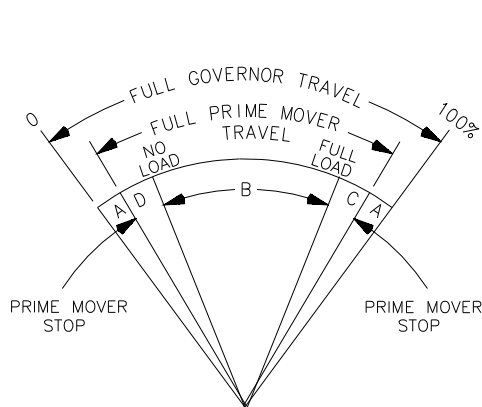 FULL GOVERNOR TRAVEL
0
100%
FULL PRIME MOVER
TRAVEL
NO
LOAD
FULL
LOAD
A
D
B
C
A
PRIME MOVER
STOP
PRIME MOVER
STOP